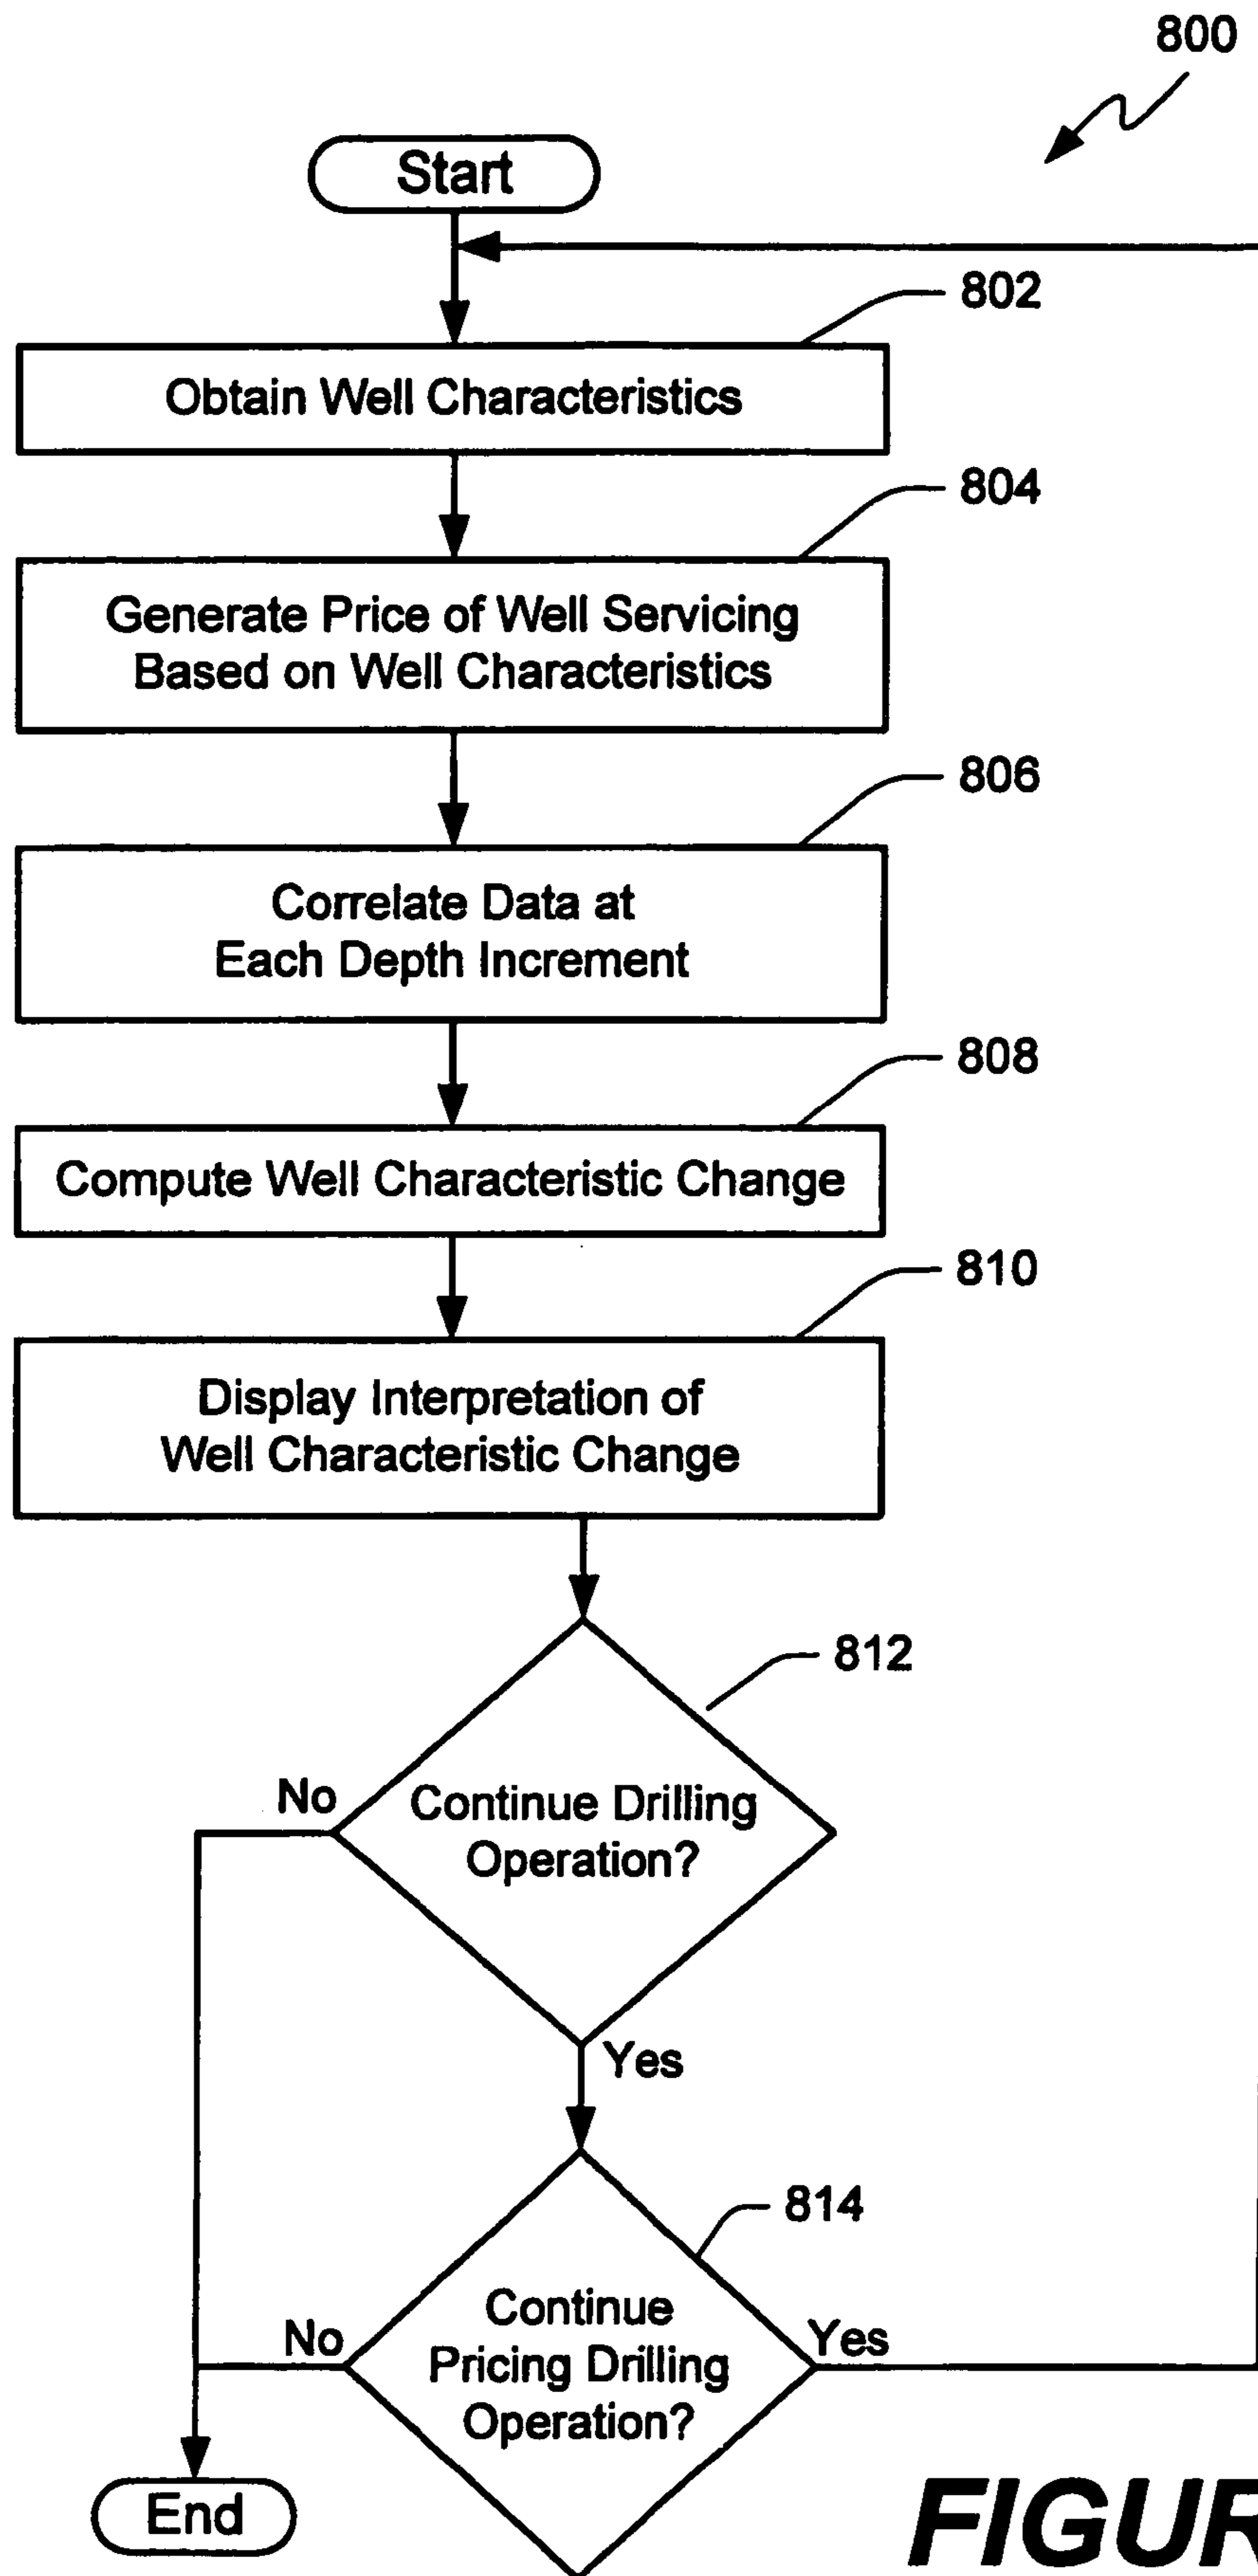 800
Start
802
Obtain Well Characteristics
804
Generate Price of Well Servicing
Based on Well Characteristics
806
Correlate Data at
Each Depth Increment
808
Compute Well Characteristic Change
810
Display Interpretation of
Well Characteristic Change
812
No
Continue Drilling
Operation?
Yes
814
No
Continue
Pricing Drilling
Operation?
Yes
End
FIGUR